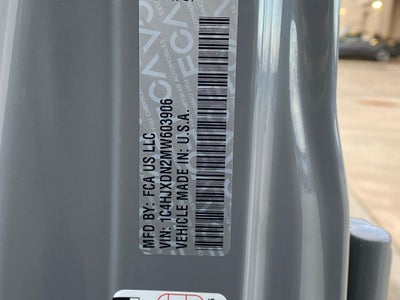 MFD BY: FCA US LLC
VIN: 1C4HJXDN2MW603906
VEHICLE MADE IN: U.S.A.